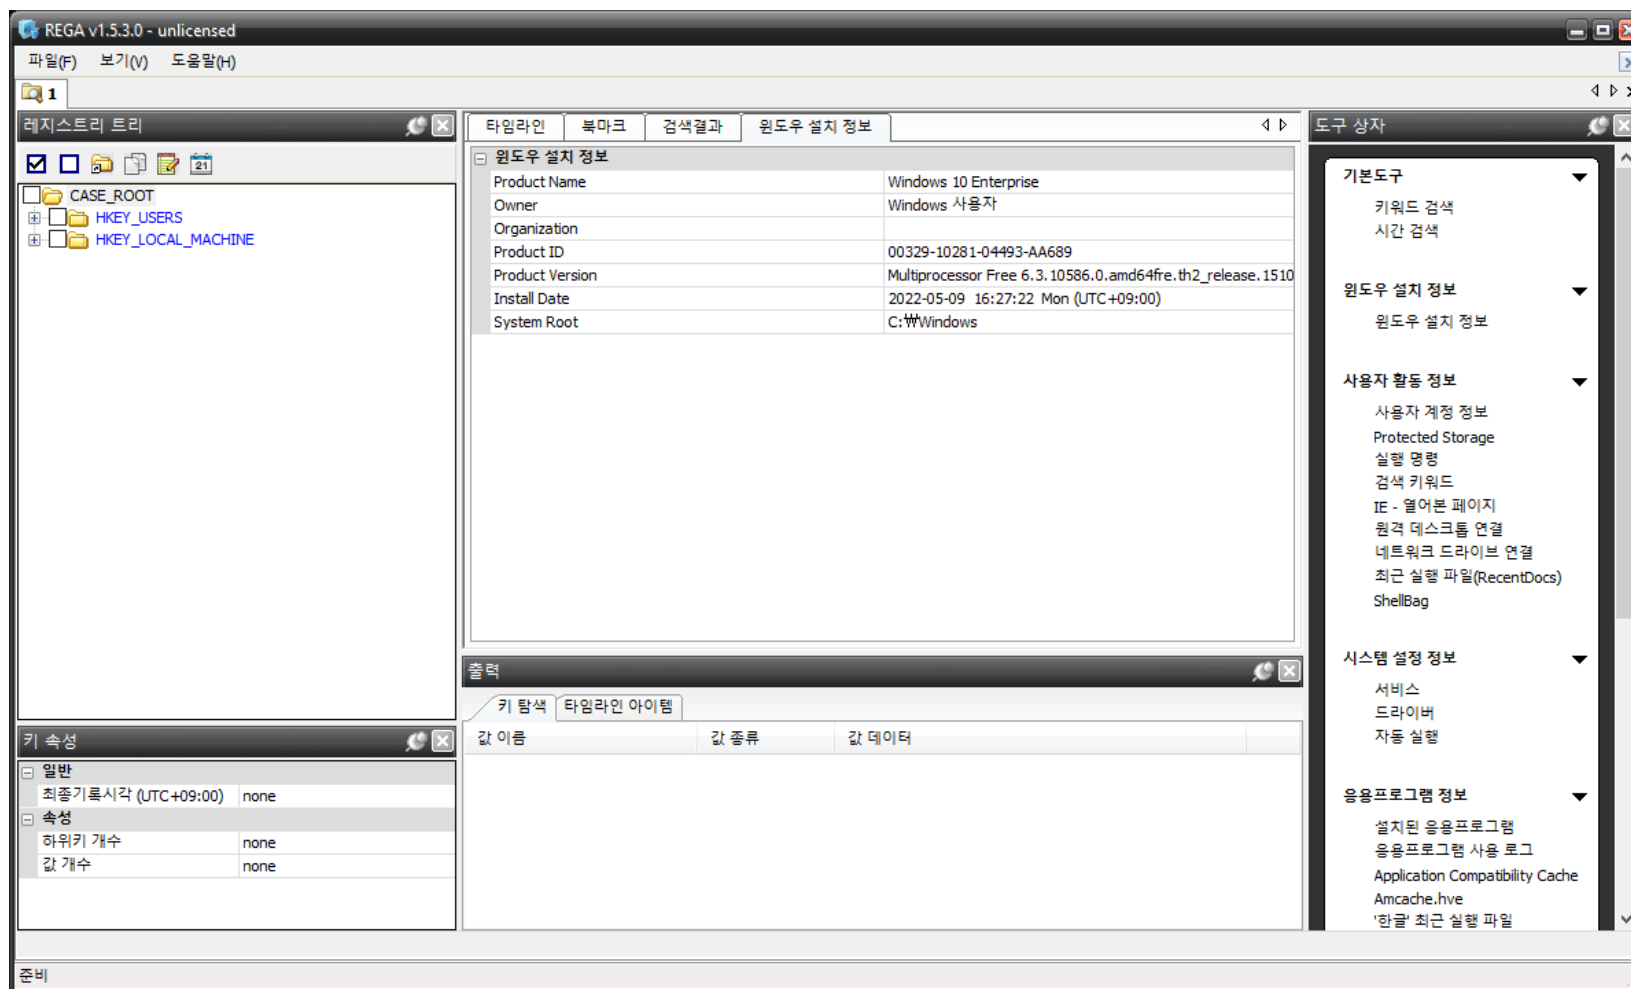 REGA v1.5.3.0 - unlicensed
파일(F) 보기(V) 도움말(H)
1
레지스트리 트리
21
CASE_ROOT
HKEY_USERS
HKEY_LOCAL_MACHINE
키 속성
일반
최종기록시각 (UTC+09:00) none
속성
하위키 개수 none
값 개수 none
타임라인 북마크 검색결과 윈도우 설치 정보
윈도우 설치 정보
Product Name Windows 10 Enterprise
Owner Windows 사용자
Organization
Product ID 00329-10281-04493-AA689
Product Version Multiprocessor Free 6.3.10586.0.amd64fre.th2_release.1510
Install Date 2022-05-09 16:27:22 Mon (UTC+09:00)
System Root C:₩Windows
출력
키 탐색 타임라인 아이템
값 이름 값 종류 값 데이터
도구 상자
기본도구
키워드 검색
시간 검색
윈도우 설치 정보
윈도우 설치 정보
사용자 활동 정보
사용자 계정 정보
Protected Storage
실행 명령
검색 키워드
IE - 열어본 페이지
원격 데스크톱 연결
네트워크 드라이브 연결
최근 실행 파일(RecentDocs)
ShellBag
시스템 설정 정보
서비스
드라이버
자동 실행
응용프로그램 정보
설치된 응용프로그램
응용프로그램 사용 로그
Application Compatibility Cache
Amcache.hve
'한글' 최근 실행 파일
준비